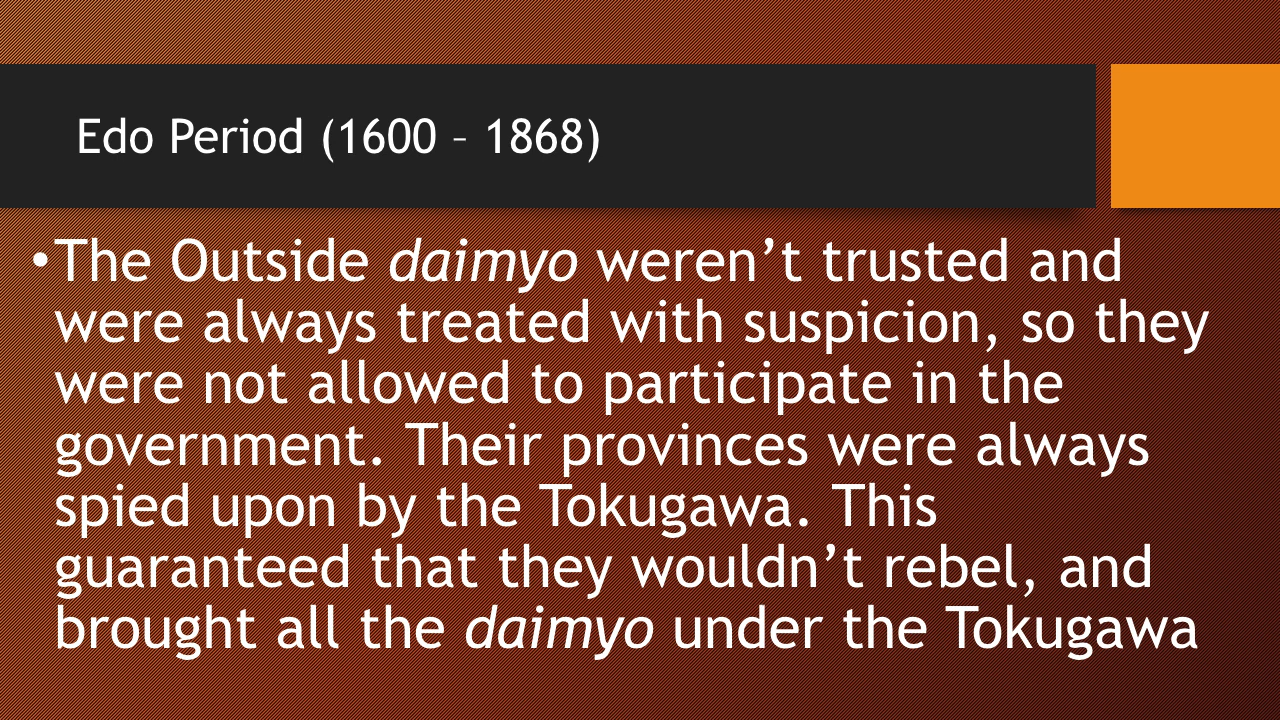 Edo Period (1600 – 1868)
•The Outside daimyo weren’t trusted and
were always treated with suspicion, so they
were not allowed to participate in the
government. Their provinces were always
spied upon by the Tokugawa. This
guaranteed that they wouldn’t rebel, and
brought all the daimyo under the Tokugawa